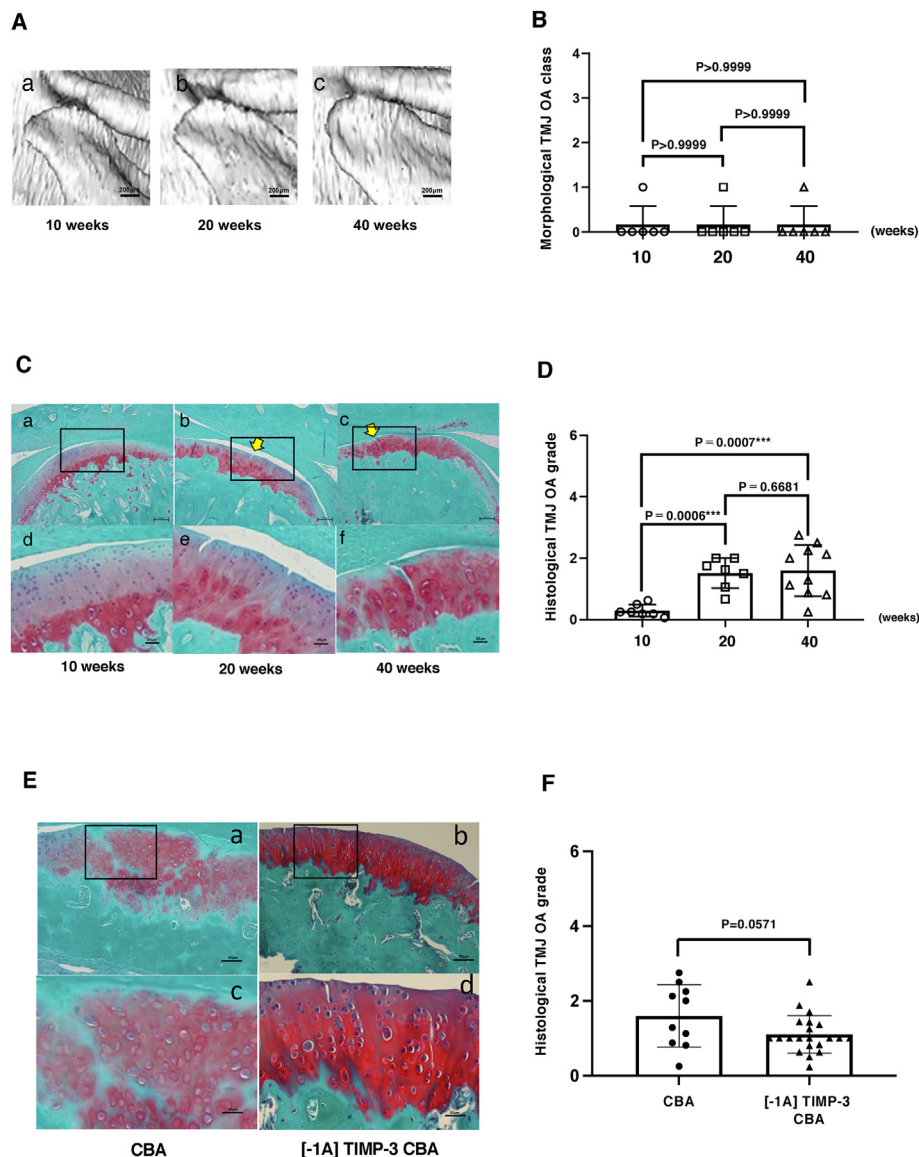 A
a
b
c
200µm
200µm
200µm
10 weeks
20 weeks
40 weeks
B
Morphological TMJ OA class
4
3
2
1
0
P>0.9999
P>0.9999
P>0.9999
10
20
40
(weeks)
C
a
b
c
d
e
f
10 weeks
20 weeks
40 weeks
D
Histological TMJ OA grade
6
4
2
0
P=0.0007***
P=0.6681
P=0.0006***
10
20
40
(weeks)
E
a
b
c
d
CBA
[-1A] TIMP-3 CBA
F
Histological TMJ OA grade
6
4
2
0
P=0.0571
CBA
[-1A] TIMP-3
CBA